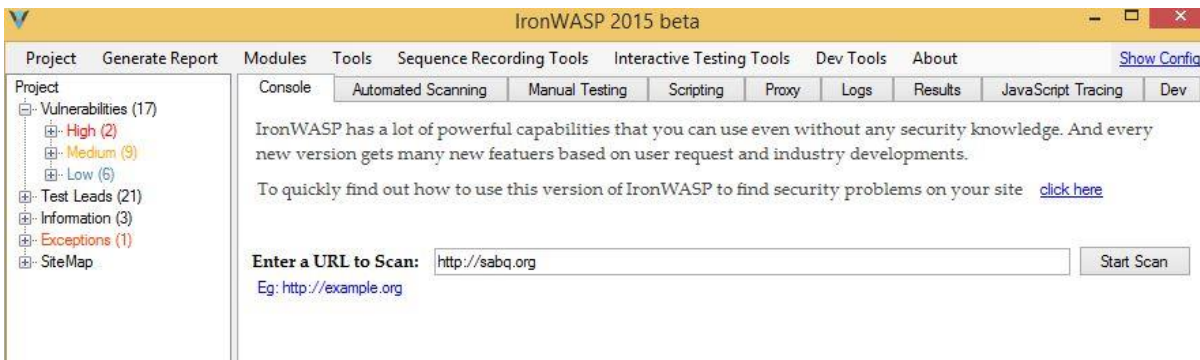 IronWASP 2015 beta
Project Generate Report Modules Tools Sequence Recording Tools Interactive Testing Tools Dev Tools About Show Config
Project
Vulnerabilities (17)
High (2)
Medium (9)
Low (6)
Test Leads (21)
Information (3)
Exceptions (1)
SiteMap
Console Automated Scanning Manual Testing Scripting Proxy Logs Results JavaScript Tracing Dev
IronWASP has a lot of powerful capabilities that you can use even without any security knowledge. And every
new version gets many new featuers based on user request and industry developments.
To quickly find out how to use this version of IronWASP to find security problems on your site click here
Enter a URL to Scan: http://sabq.org Start Scan
Eg: http://example.org